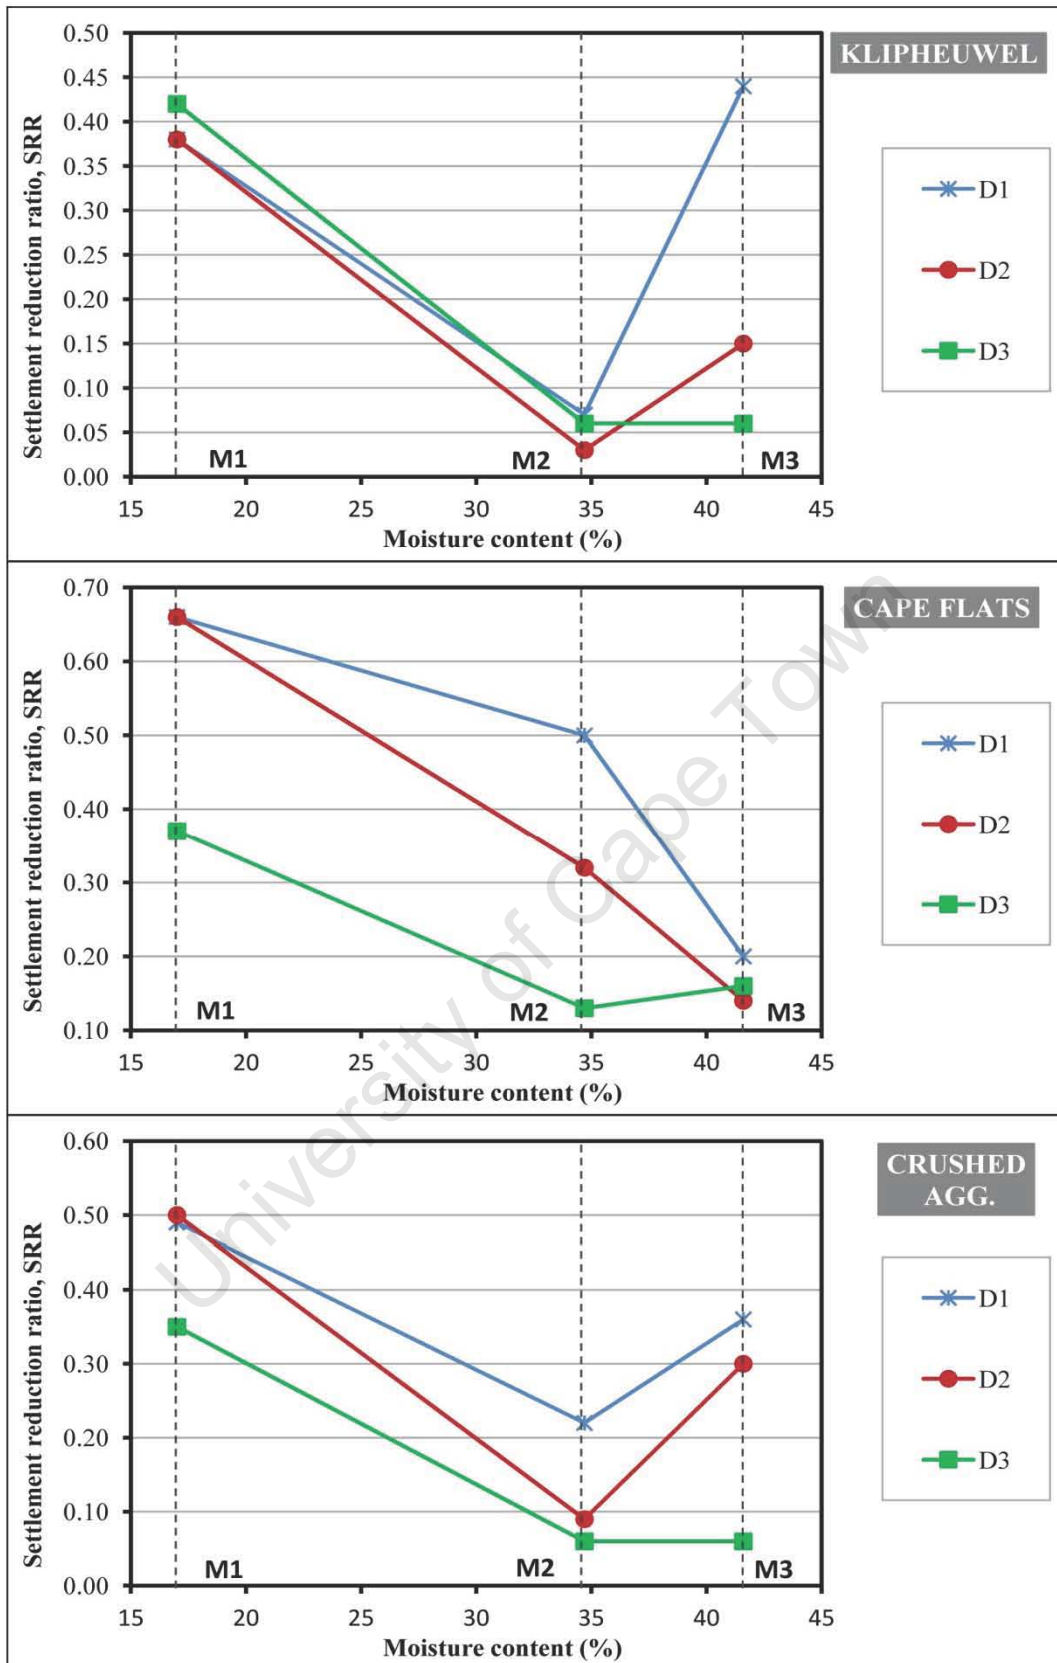 KLIPHEUWEL
Settlement reduction ratio, SRR
0.50
0.45
0.40
0.35
0.30
0.25
0.20
0.15
0.10
0.05
0.00
M1
M2
M3
15
20
25
30
35
40
45
Moisture content (%)
D1
D2
D3
CAPE FLATS
Settlement reduction ratio, SRR
0.70
0.60
0.50
0.40
0.30
0.20
0.10
M1
M2
M3
15
20
25
30
35
40
45
Moisture content (%)
D1
D2
D3
CRUSHED
AGG.
Settlement reduction ratio, SRR
0.60
0.50
0.40
0.30
0.20
0.10
0.00
M1
M2
M3
15
20
25
30
35
40
45
Moisture content (%)
D1
D2
D3
University of Cape Town